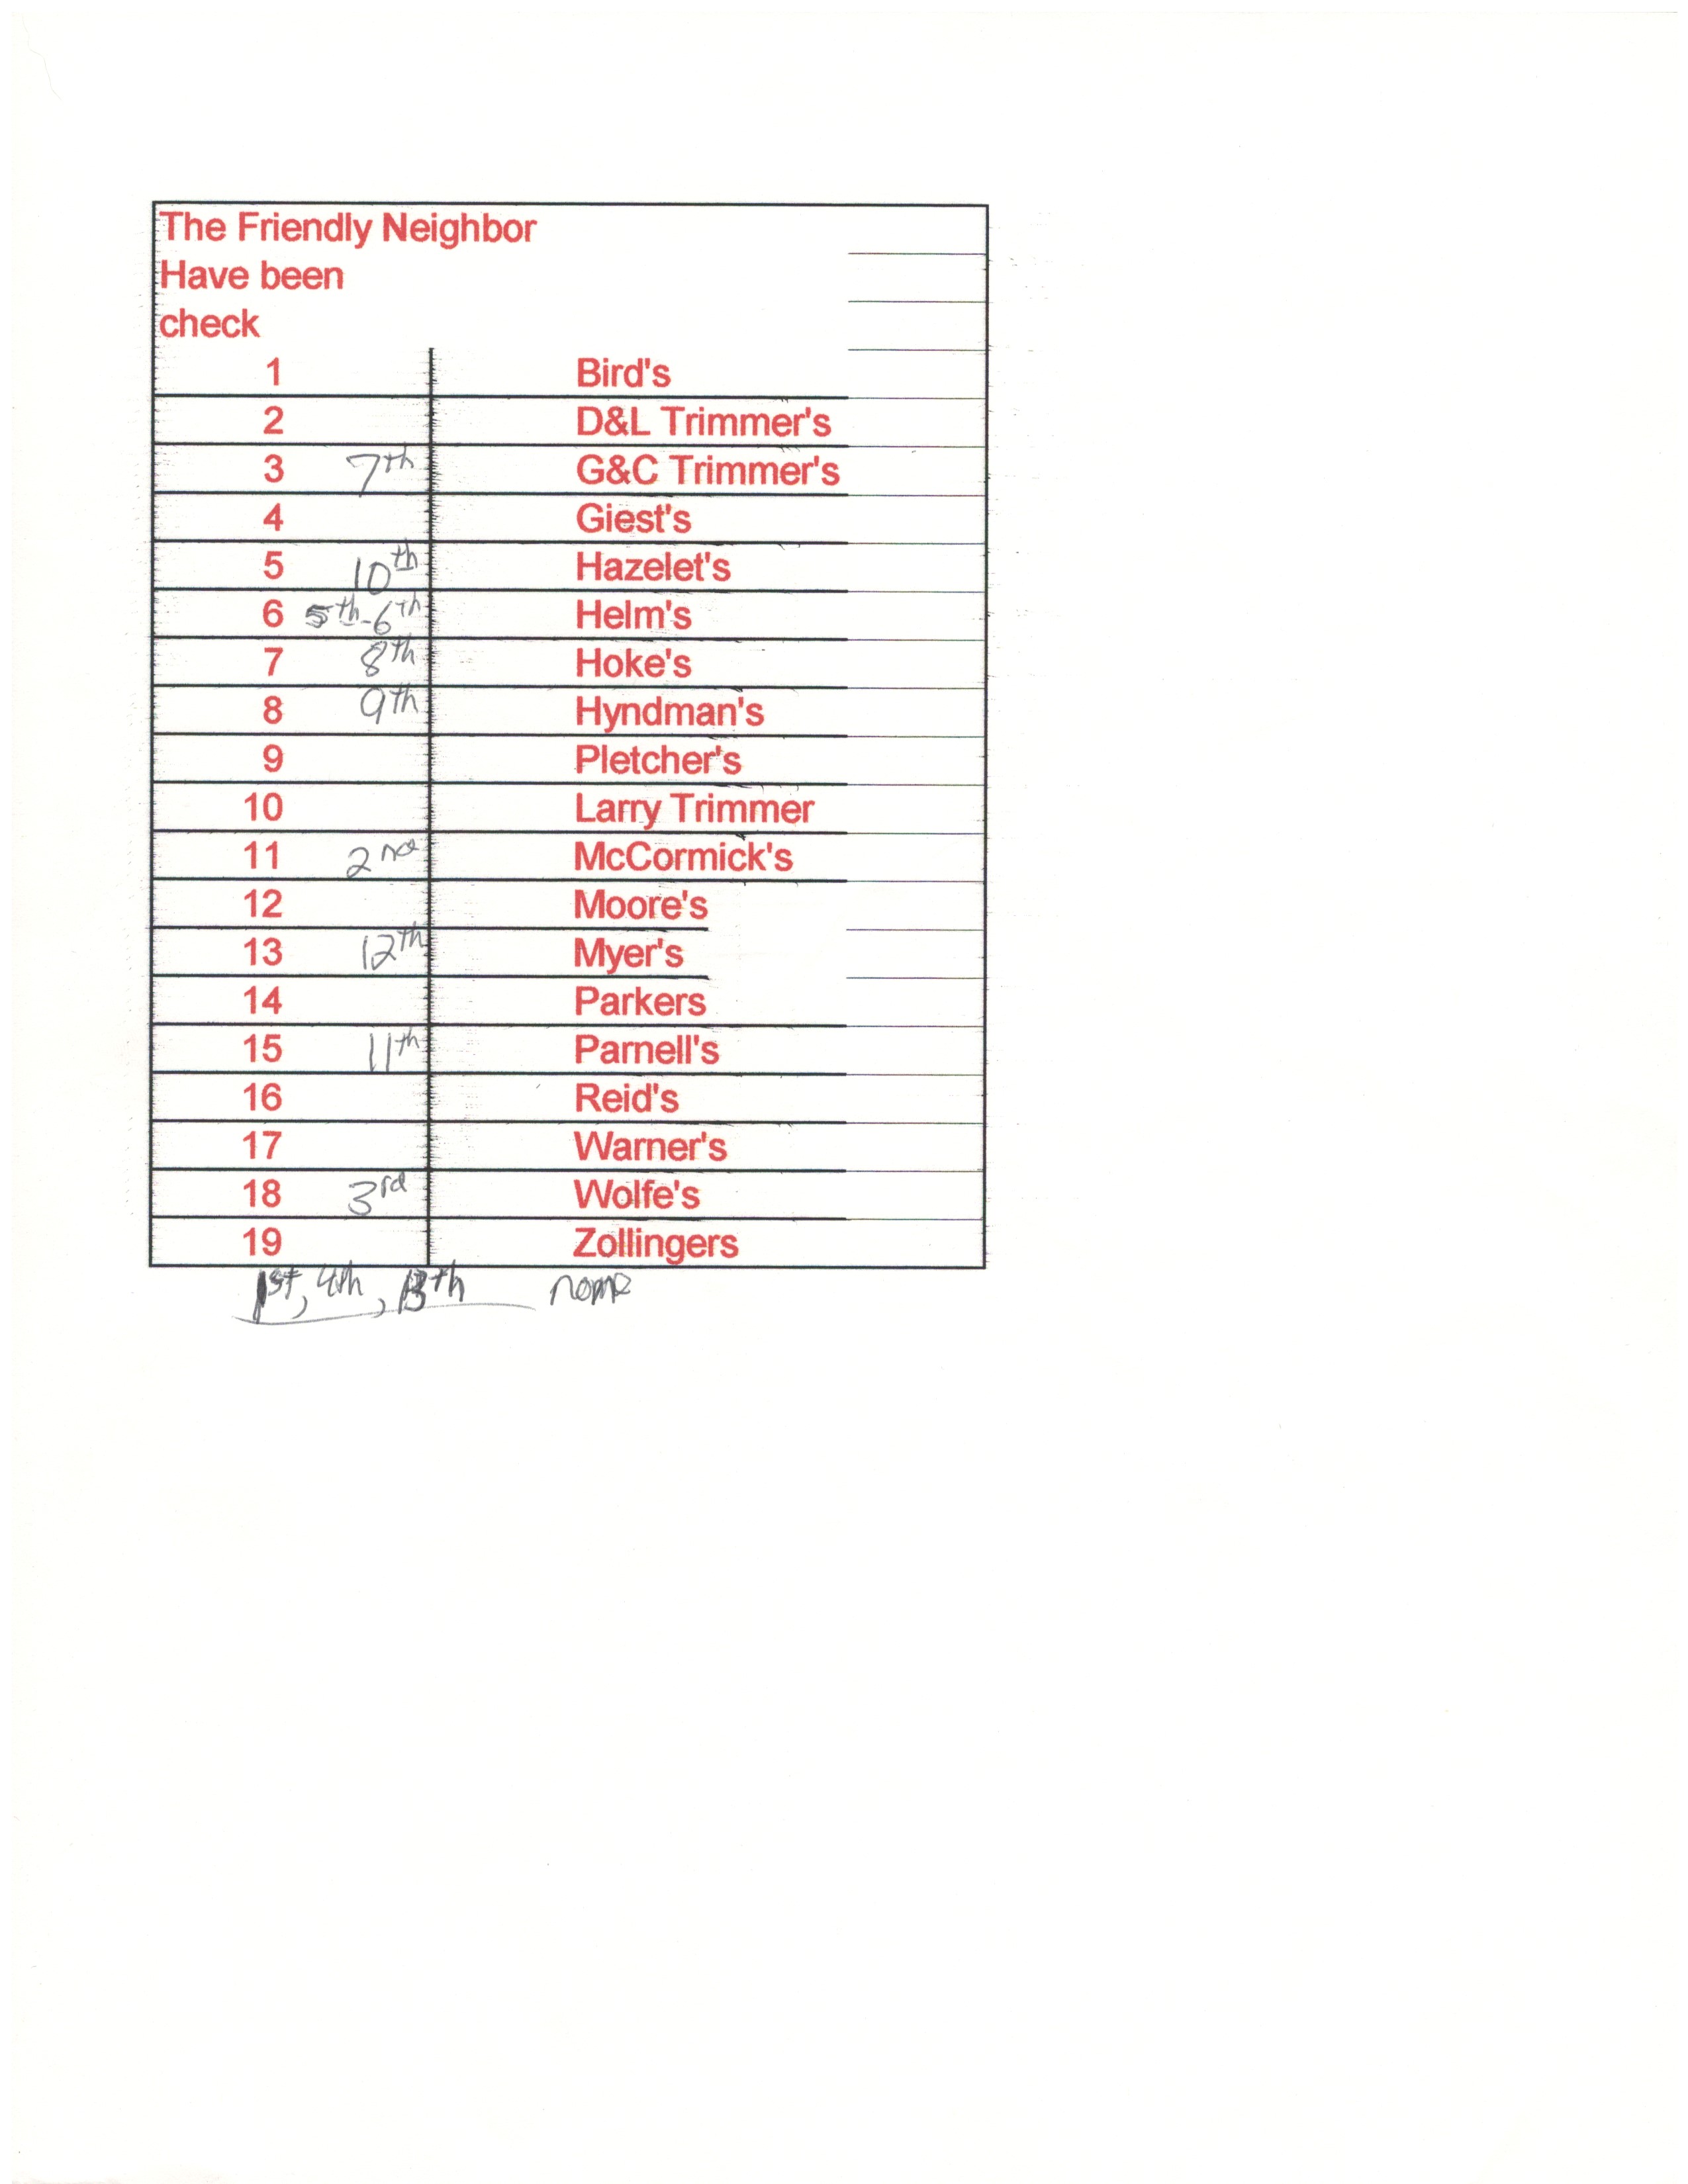 The Friendly Neighbor
Have been
check
1 Bird's
2 D&L Trimmer's
3 7th G&C Trimmer's
4 Giest's
5 10th Hazelet's
6 5th-6th Helm's
7 8th Hoke's
8 9th Hyndman's
9 Pletcher's
10 Larry Trimmer
11 2nd McCormick's
12 Moore's
13 12th Myer's
14 Parkers
15 11th Parnell's
16 Reid's
17 Warner's
18 3rd Wolfe's
19 Zollingers
1st, 4th, 13th